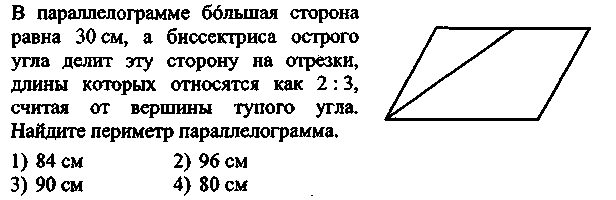 В параллелограмме бо́льшая сторона
равна 30 см, а биссектриса острого
угла делит эту сторону на отрезки,
длины которых относятся как 2 : 3,
считая от вершины тупого угла.
Найдите периметр параллелограмма.
1) 84 см 2) 96 см
3) 90 см 4) 80 см